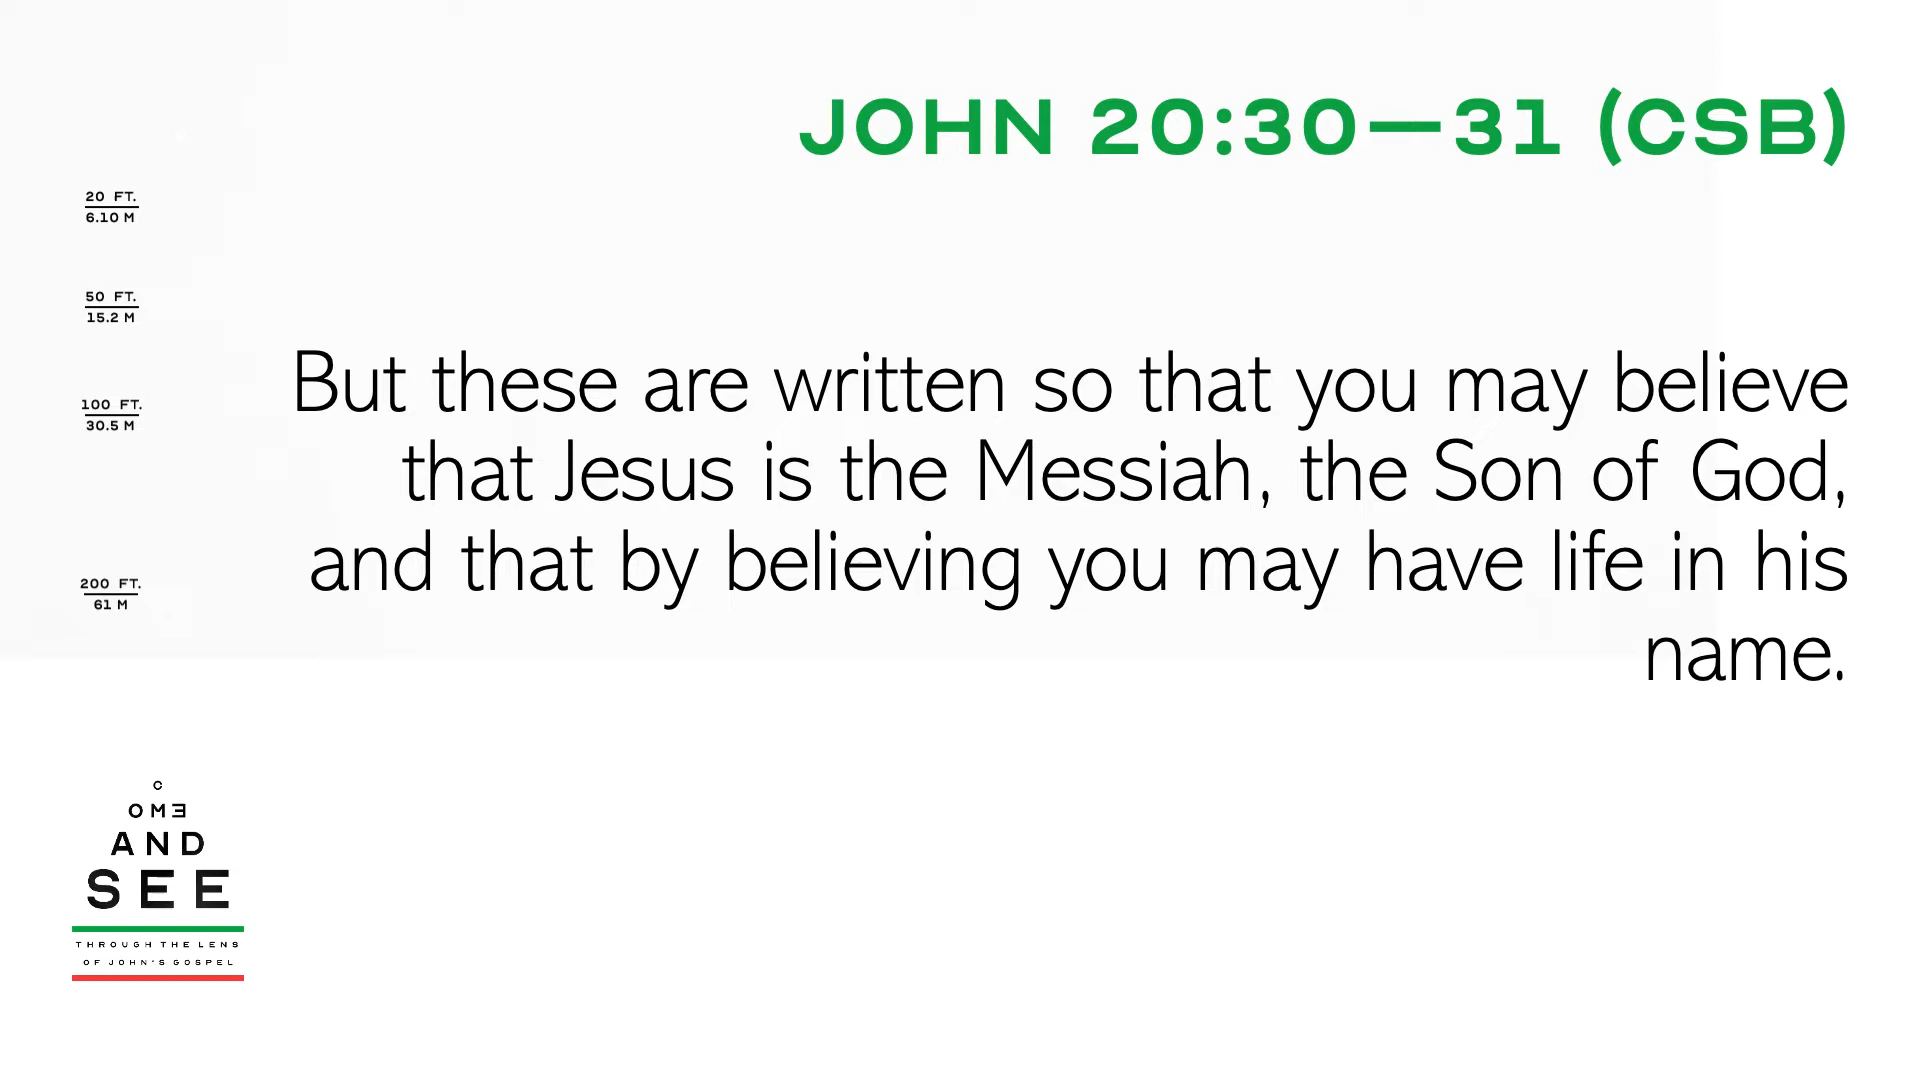 JOHN 20:30—31 (CSB)
20 FT.
6.10 M
50 FT.
15.2 M
100 FT.
30.5 M
200 FT.
61 M
But these are written so that you may believe
that Jesus is the Messiah, the Son of God,
and that by believing you may have life in his
name.
C
OMƎ
AND
SEE
THROUGH THE LENS
OF JOHN'S GOSPEL